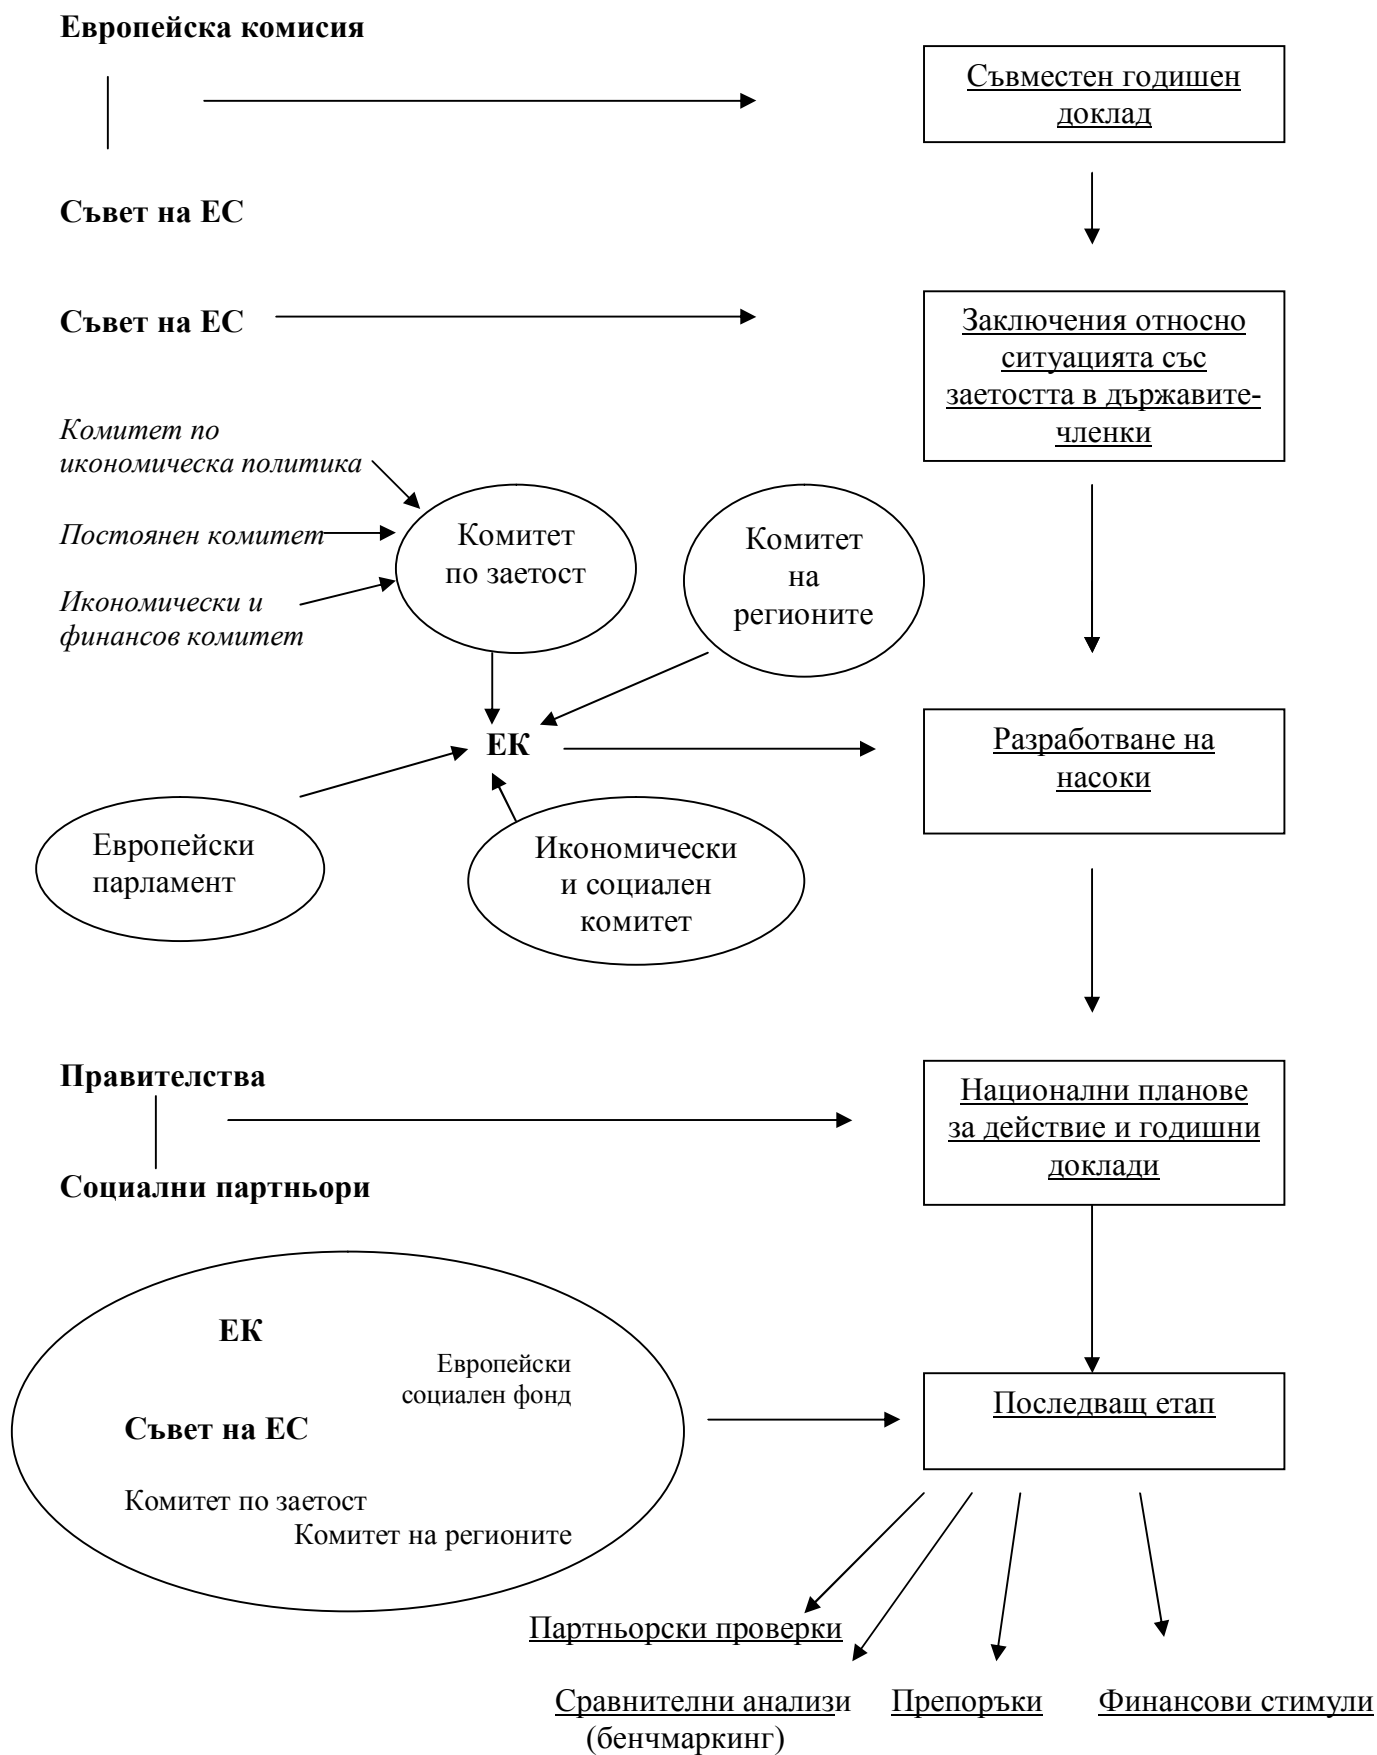 Европейска комисия
Съвместен годишен
доклад
Съвет на ЕС
Съвет на ЕС
Заключения относно
ситуацията със
заетостта в държавите-
членки
Комитет по
икономическа политика
Постоянен комитет
Икономически и
финансов комитет
Комитет
по заетост
Комитет
на
регионите
ЕК
Разработване на
насоки
Европейски
парламент
Икономически
и социален
комитет
Правителства
Социални партньори
Национални планове
за действие и годишни
доклади
ЕК
Европейски
социален фонд
Съвет на ЕС
Комитет по заетост
Комитет на регионите
Последващ етап
Партньорски проверки
Сравнителни анализи
(бенчмаркинг)
Препоръки
Финансови стимули